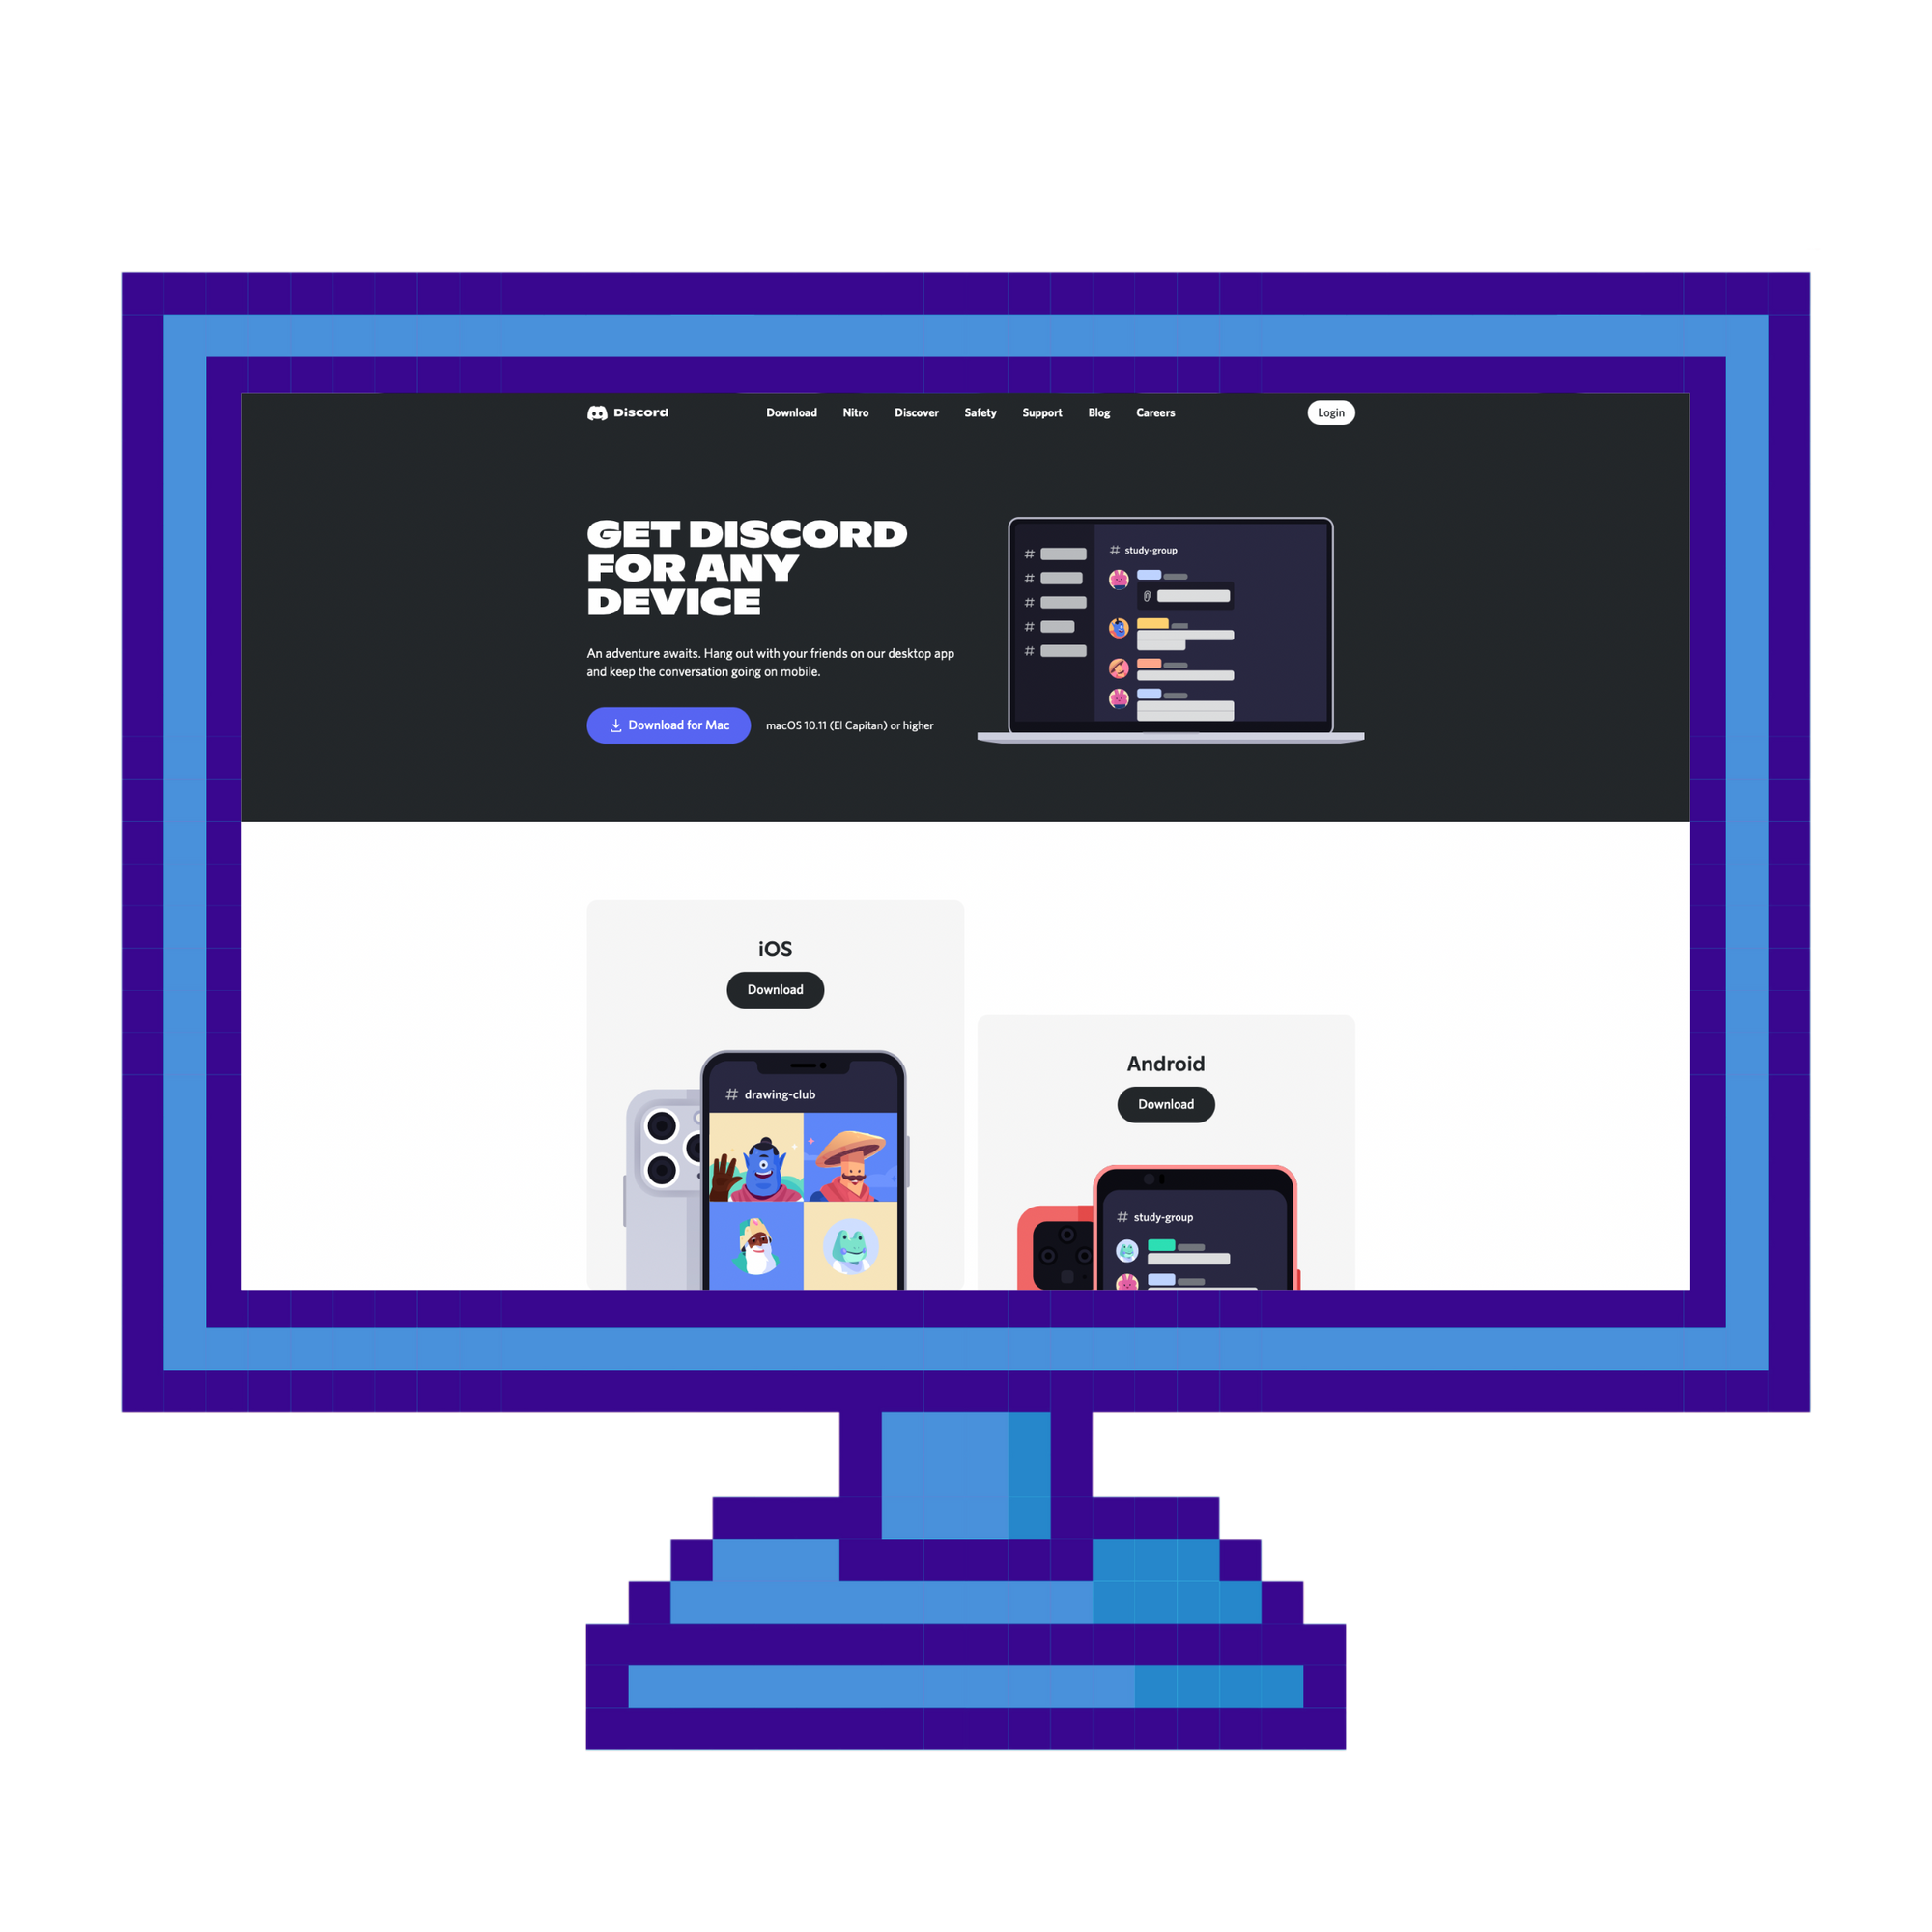 Discord
Download Nitro Discover Safety Support Blog Careers
Login
GET DISCORD
FOR ANY
DEVICE
An adventure awaits. Hang out with your friends on our desktop app
and keep the conversation going on mobile.
Download for Mac
macOS 10.11 (El Capitan) or higher
# study-group
#
#
#
#
#
iOS
Download
# drawing-club
Android
Download
# study-group